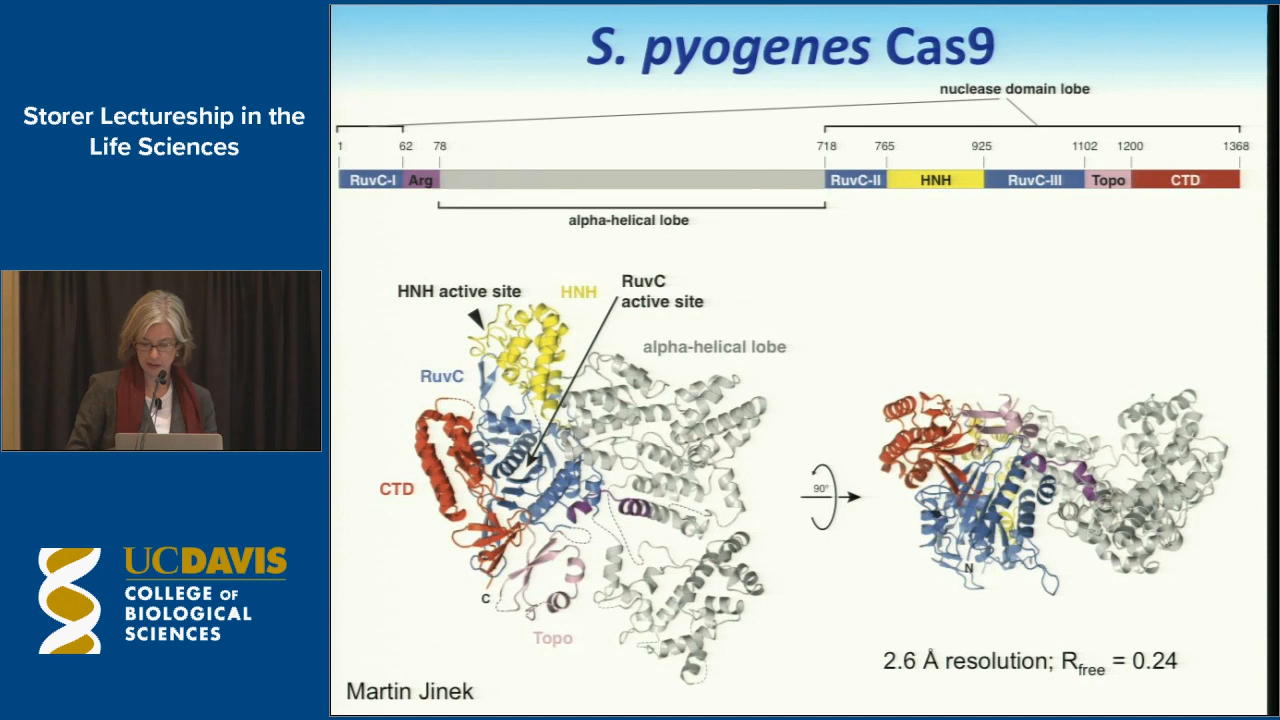 Storer Lectureship in the
Life Sciences
UCDAVIS
COLLEGE OF
BIOLOGICAL
SCIENCES
S. pyogenes Cas9
nuclease domain lobe
1 62 78 718 765 925 1102 1200 1368
RuvC-I Arg RuvC-II HNH RuvC-III Topo CTD
alpha-helical lobe
HNH active site
HNH
RuvC
active site
alpha-helical lobe
RuvC
CTD
90°
N
C
Topo
2.6 Å resolution; Rfree = 0.24
Martin Jinek